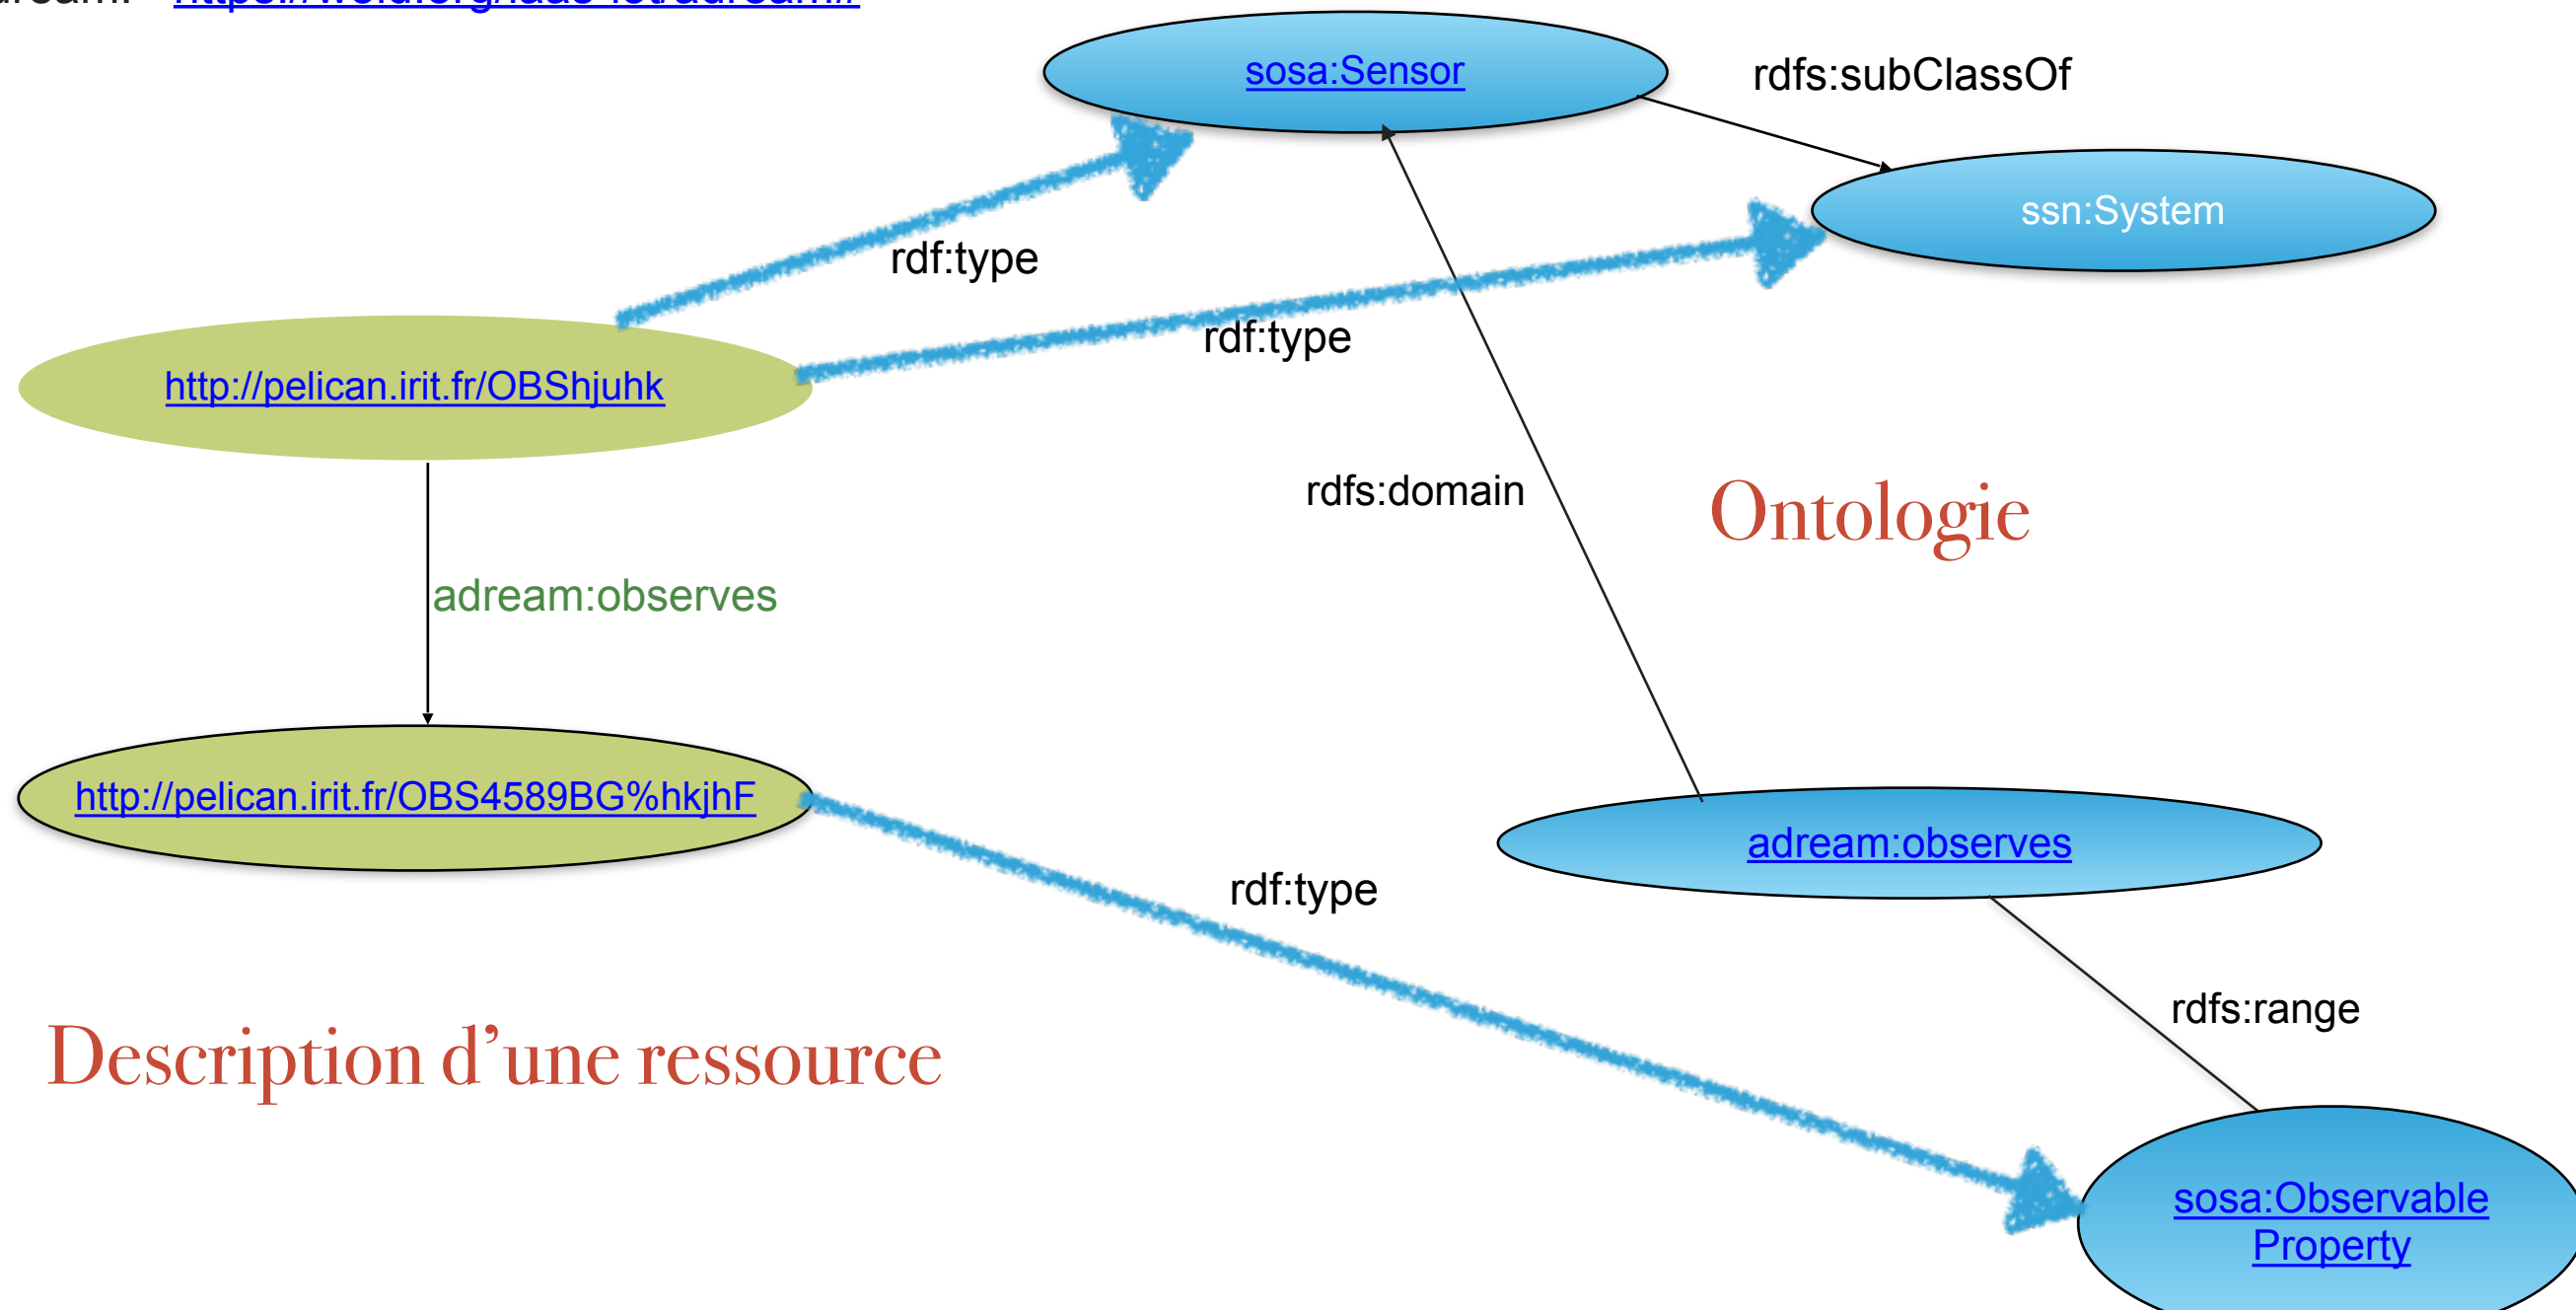 sosa:Sensor
rdfs:subClassOf
ssn:System
rdf:type
rdf:type
http://pelican.irit.fr/OBShjuhk
rdfs:domain
Ontologie
adream:observes
http://pelican.irit.fr/OBS4589BG%hkjhF
adream:observes
rdf:type
rdfs:range
Description d’une ressource
sosa:Observable
Property